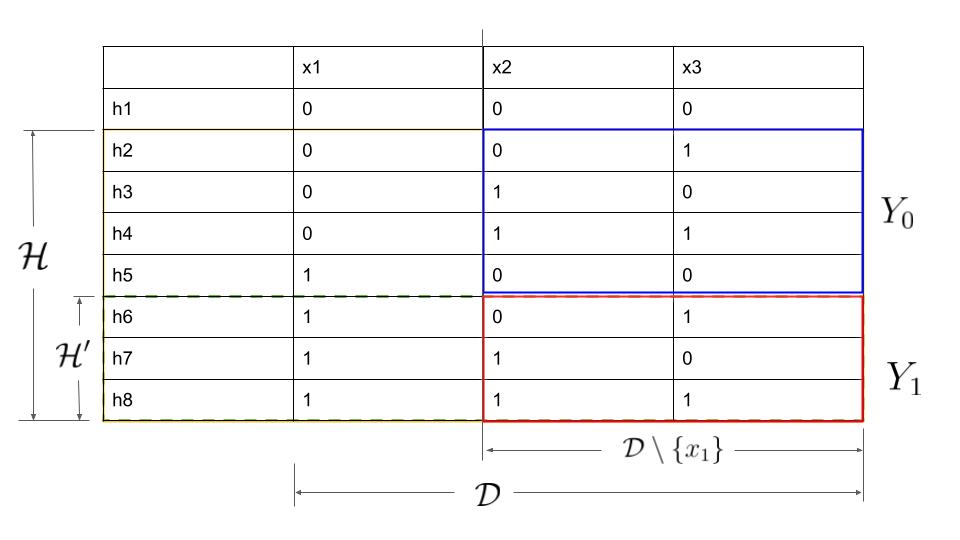 x1 x2 x3
h1 0 0 0
h2 0 0 1
h3 0 1 0
h4 0 1 1
h5 1 0 0
h6 1 0 1
h7 1 1 0
h8 1 1 1
ℋ
ℋ′
Y₀
Y₁
𝒟 \ {x₁}
𝒟